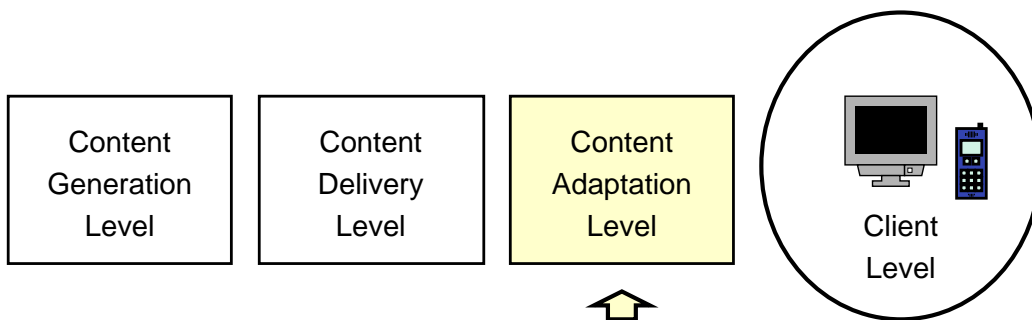 Content
Generation
Level
Content
Delivery
Level
Content
Adaptation
Level
Client
Level